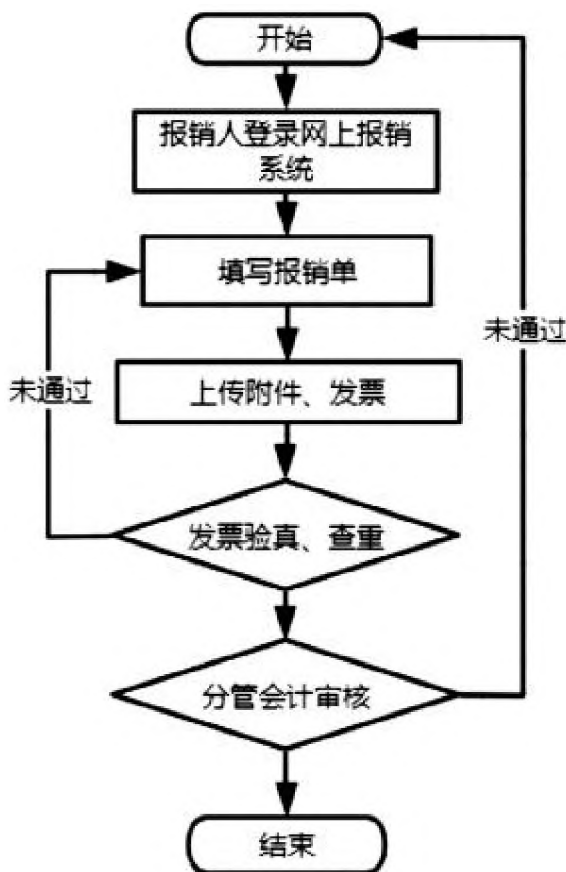 开始
报销人登录网上报销
系统
填写报销单
未通过
未通过
上传附件、发票
发票验真、查重
分管会计审核
结束